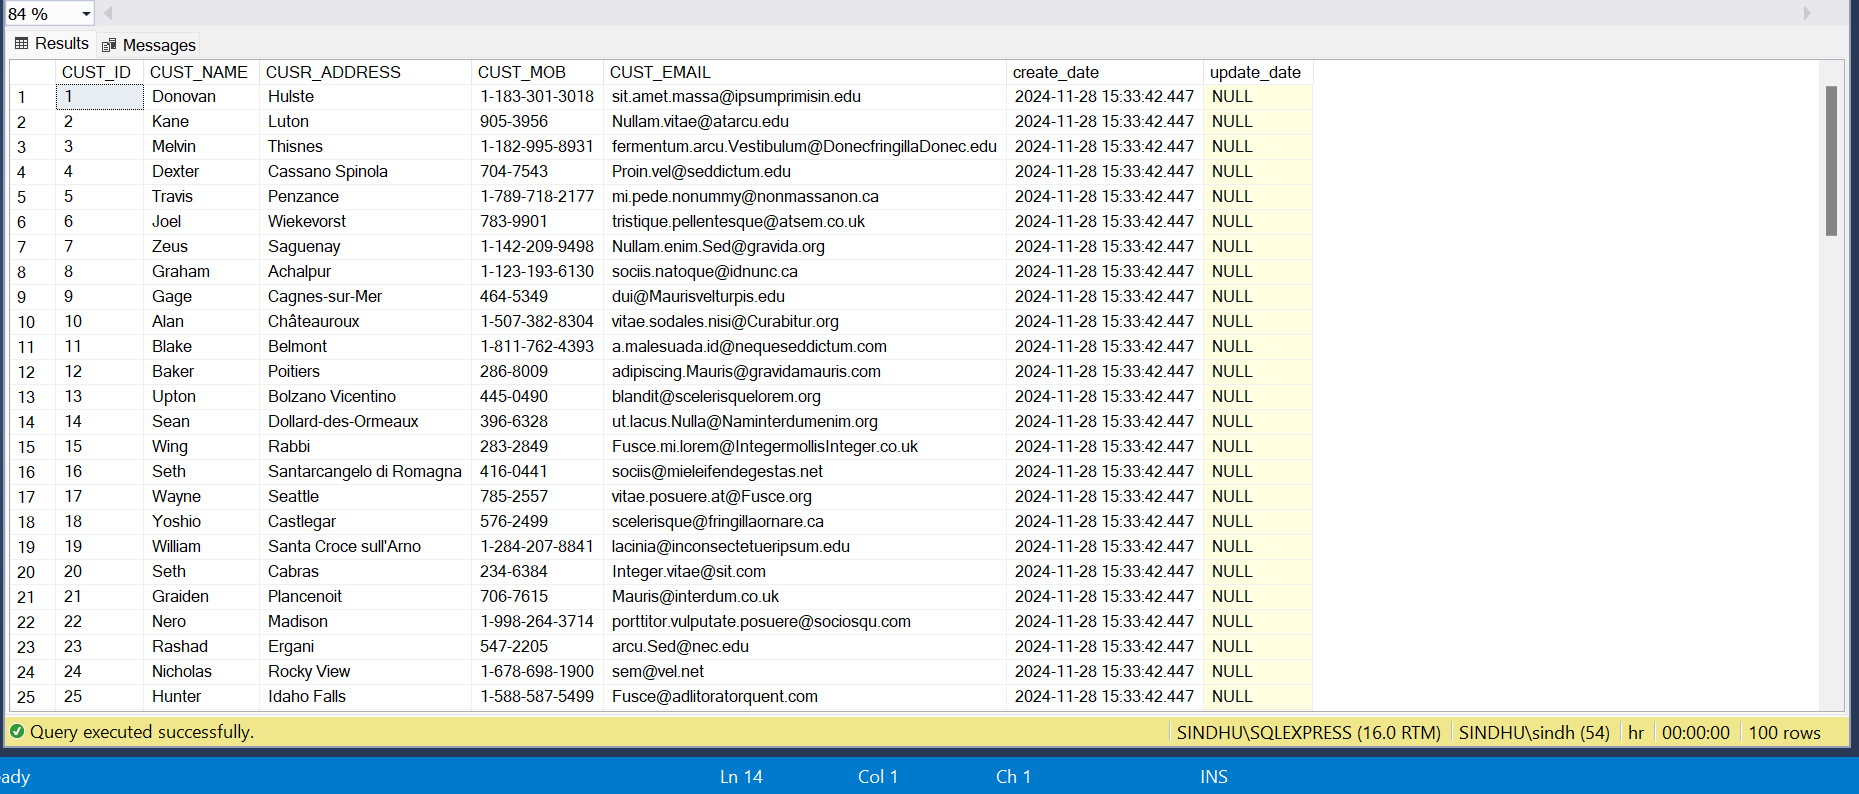 84 %
Results Messages
CUST_ID CUST_NAME CUSR_ADDRESS CUST_MOB CUST_EMAIL create_date update_date
1 1 Donovan Hulste 1-183-301-3018 sit.amet.massa@ipsumprimisin.edu 2024-11-28 15:33:42.447 NULL
2 2 Kane Luton 905-3956 Nullam.vitae@atarcu.edu 2024-11-28 15:33:42.447 NULL
3 3 Melvin Thisnes 1-182-995-8931 fermentum.arcu.Vestibulum@DonecfringillaDonec.edu 2024-11-28 15:33:42.447 NULL
4 4 Dexter Cassano Spinola 704-7543 Proin.vel@seddictum.edu 2024-11-28 15:33:42.447 NULL
5 5 Travis Penzance 1-789-718-2177 mi.pede.nonummy@nonmassanon.ca 2024-11-28 15:33:42.447 NULL
6 6 Joel Wiekevorst 783-9901 tristique.pellentesque@atsem.co.uk 2024-11-28 15:33:42.447 NULL
7 7 Zeus Saguenay 1-142-209-9498 Nullam.enim.Sed@gravida.org 2024-11-28 15:33:42.447 NULL
8 8 Graham Achalpur 1-123-193-6130 sociis.natoque@idnunc.ca 2024-11-28 15:33:42.447 NULL
9 9 Gage Cagnes-sur-Mer 464-5349 dui@Maurisvelturpis.edu 2024-11-28 15:33:42.447 NULL
10 10 Alan Châteauroux 1-507-382-8304 vitae.sodales.nisi@Curabitur.org 2024-11-28 15:33:42.447 NULL
11 11 Blake Belmont 1-811-762-4393 a.malesuada.id@nequeseddictum.com 2024-11-28 15:33:42.447 NULL
12 12 Baker Poitiers 286-8009 adipiscing.Mauris@gravidamauris.com 2024-11-28 15:33:42.447 NULL
13 13 Upton Bolzano Vicentino 445-0490 blandit@scelerisquelorem.org 2024-11-28 15:33:42.447 NULL
14 14 Sean Dollard-des-Ormeaux 396-6328 ut.lacus.Nulla@Naminterdumenim.org 2024-11-28 15:33:42.447 NULL
15 15 Wing Rabbi 283-2849 Fusce.mi.lorem@IntegermollisInteger.co.uk 2024-11-28 15:33:42.447 NULL
16 16 Seth Santarcangelo di Romagna 416-0441 sociis@mieleifendegestas.net 2024-11-28 15:33:42.447 NULL
17 17 Wayne Seattle 785-2557 vitae.posuere.at@Fusce.org 2024-11-28 15:33:42.447 NULL
18 18 Yoshio Castlegar 576-2499 scelerisque@fringillaornare.ca 2024-11-28 15:33:42.447 NULL
19 19 William Santa Croce sull'Arno 1-284-207-8841 lacinia@inconsectetueripsum.edu 2024-11-28 15:33:42.447 NULL
20 20 Seth Cabras 234-6384 Integer.vitae@sit.com 2024-11-28 15:33:42.447 NULL
21 21 Graiden Plancenoit 706-7615 Mauris@interdum.co.uk 2024-11-28 15:33:42.447 NULL
22 22 Nero Madison 1-998-264-3714 porttitor.vulputate.posuere@sociosqu.com 2024-11-28 15:33:42.447 NULL
23 23 Rashad Ergani 547-2205 arcu.Sed@nec.edu 2024-11-28 15:33:42.447 NULL
24 24 Nicholas Rocky View 1-678-698-1900 sem@vel.net 2024-11-28 15:33:42.447 NULL
25 25 Hunter Idaho Falls 1-588-587-5499 Fusce@adlitoratorquent.com 2024-11-28 15:33:42.447 NULL
Query executed successfully. SINDHU\SQLEXPRESS (16.0 RTM) SINDHU\sindh (54) hr 00:00:00 100 rows
ady Ln 14 Col 1 Ch 1 INS